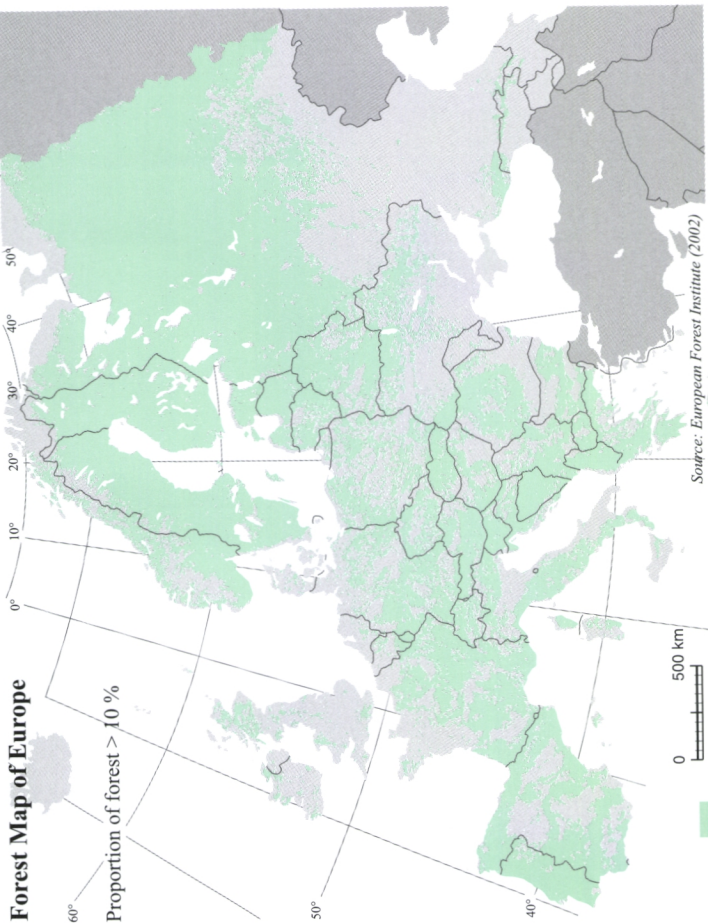 Forest Map of Europe
Proportion of forest > 10 %
0°
10°
20°
30°
40°
50°
60°
50°
40°
0 500 km
Source: European Forest Institute (2002)